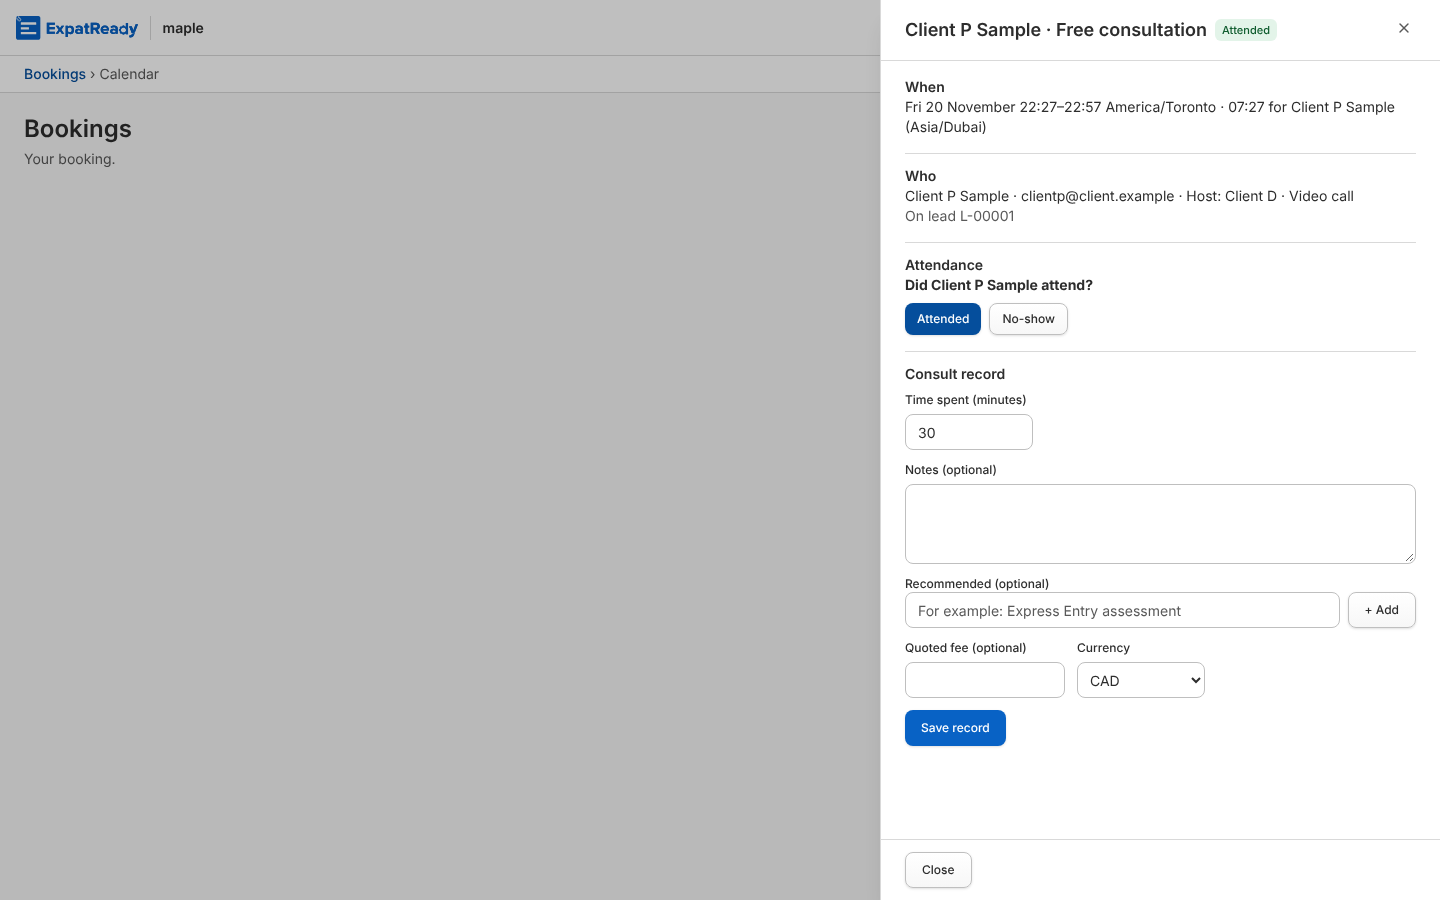 ExpatReady maple
Bookings › Calendar
Bookings
Your booking.
Client P Sample · Free consultation Attended ×
When
Fri 20 November 22:27–22:57 America/Toronto · 07:27 for Client P Sample
(Asia/Dubai)
Who
Client P Sample · clientp@client.example · Host: Client D · Video call
On lead L-00001
Attendance
Did Client P Sample attend?
Attended No-show
Consult record
Time spent (minutes)
30
Notes (optional)
Recommended (optional)
For example: Express Entry assessment + Add
Quoted fee (optional) Currency
CAD
Save record
Close